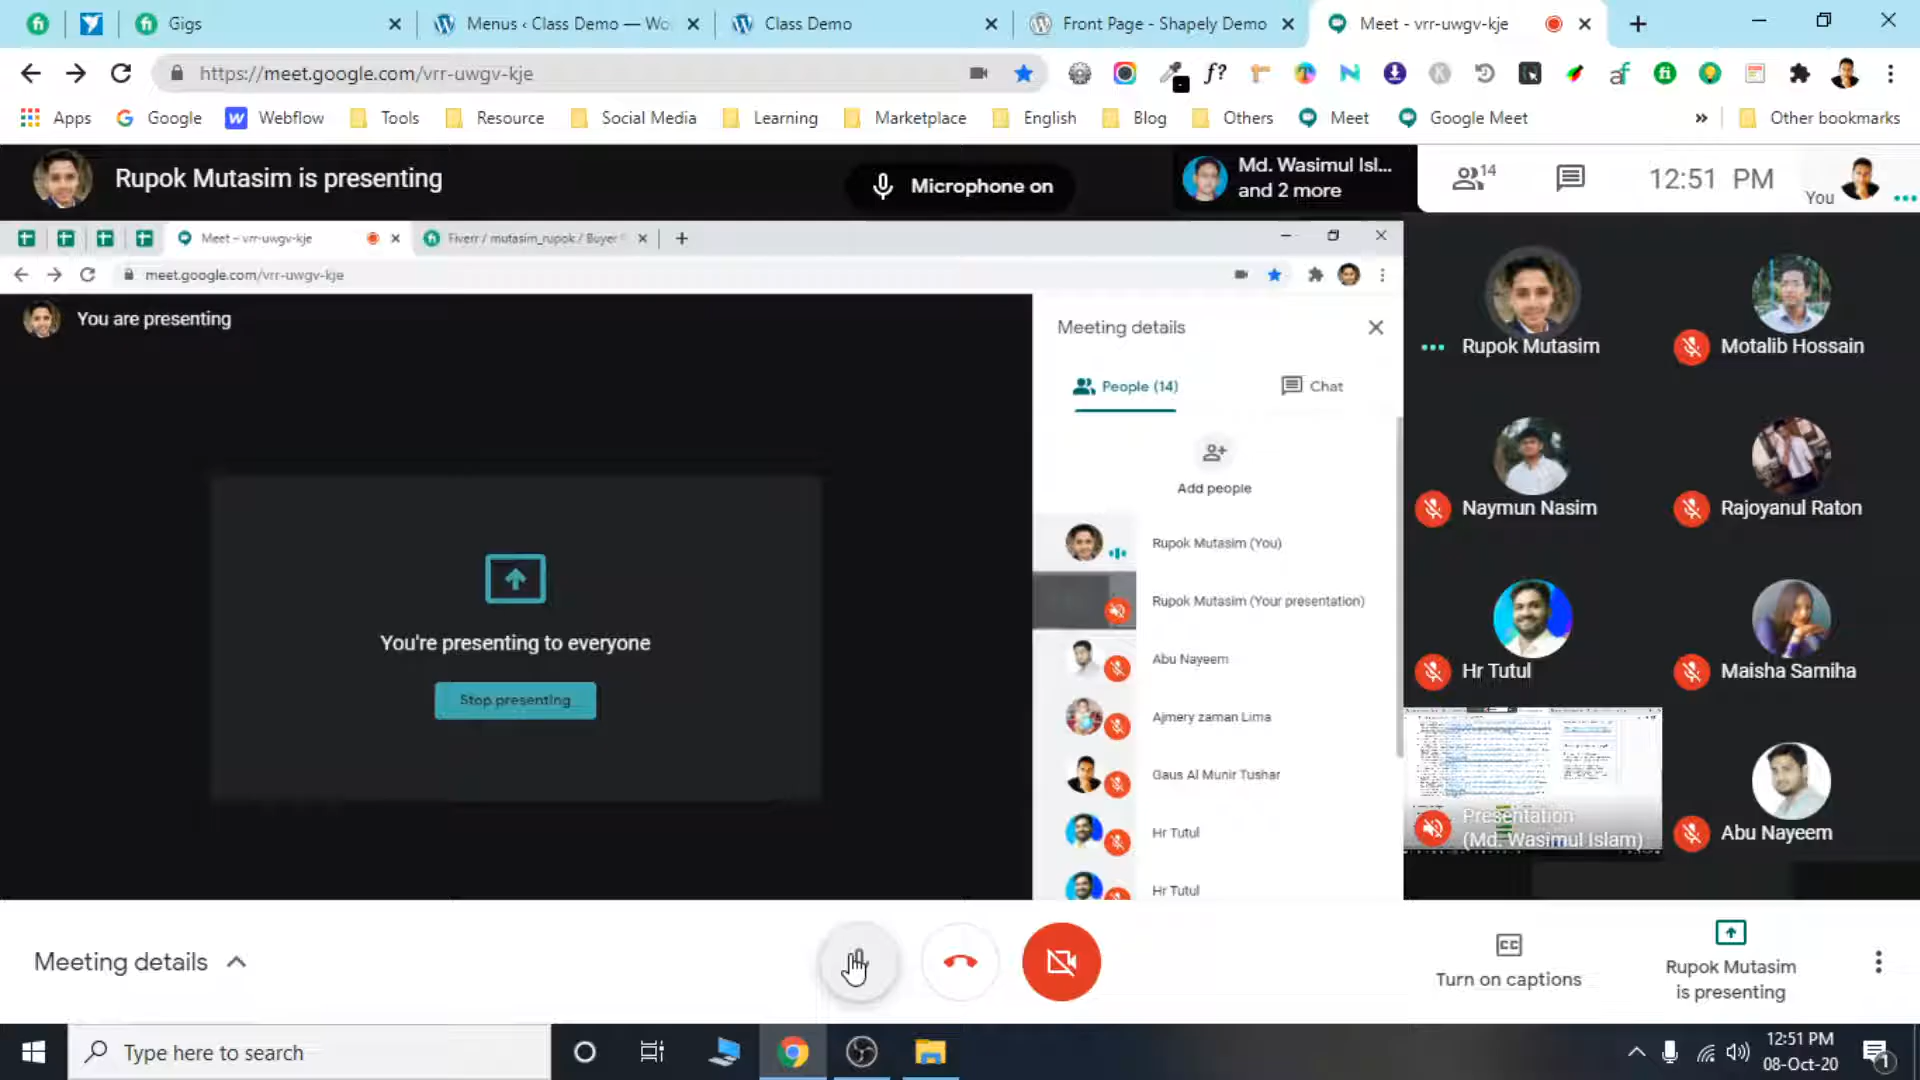 Gigs
Menus ‹ Class Demo — Wo
Class Demo
Front Page - Shapely Demo
Meet - vrr-uwgv-kje
https://meet.google.com/vrr-uwgv-kje
Apps
Google
Webflow
Tools
Resource
Social Media
Learning
Marketplace
English
Blog
Others
Meet
Google Meet
»
Other bookmarks
Rupok Mutasim is presenting
Microphone on
Md. Wasimul Isl...
and 2 more
14
12:51 PM
You
Meet – vrr-uwgv-kje
Fiverr / mutasim_rupok / Buyer
meet.google.com/vrr-uwgv-kje
You are presenting
You're presenting to everyone
Stop presenting
Meeting details
People (14)
Chat
Add people
Rupok Mutasim (You)
Rupok Mutasim (Your presentation)
Abu Nayeem
Ajmery zaman Lima
Gaus Al Munir Tushar
Hr Tutul
Hr Tutul
Rupok Mutasim
Motalib Hossain
Naymun Nasim
Rajoyanul Raton
Hr Tutul
Maisha Samiha
Presentation
(Md. Wasimul Islam)
Abu Nayeem
Meeting details
Turn on captions
Rupok Mutasim
is presenting
Type here to search
12:51 PM
08-Oct-20
1